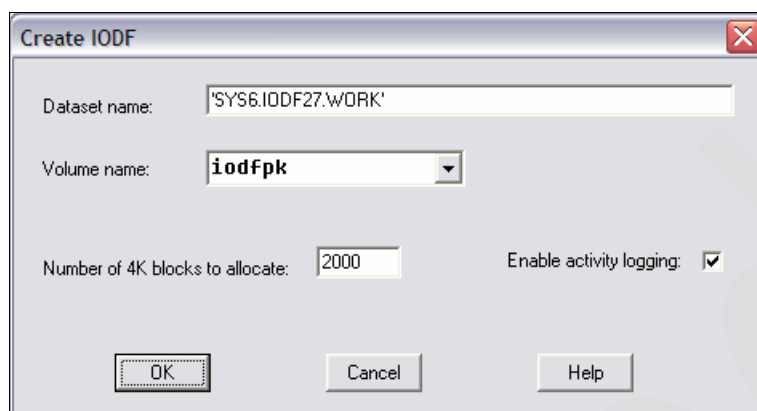 Create IODF
Dataset name: 'SYS6.IODF27.WORK'
Volume name: iodfpk
Number of 4K blocks to allocate: 2000 Enable activity logging:
OK Cancel Help